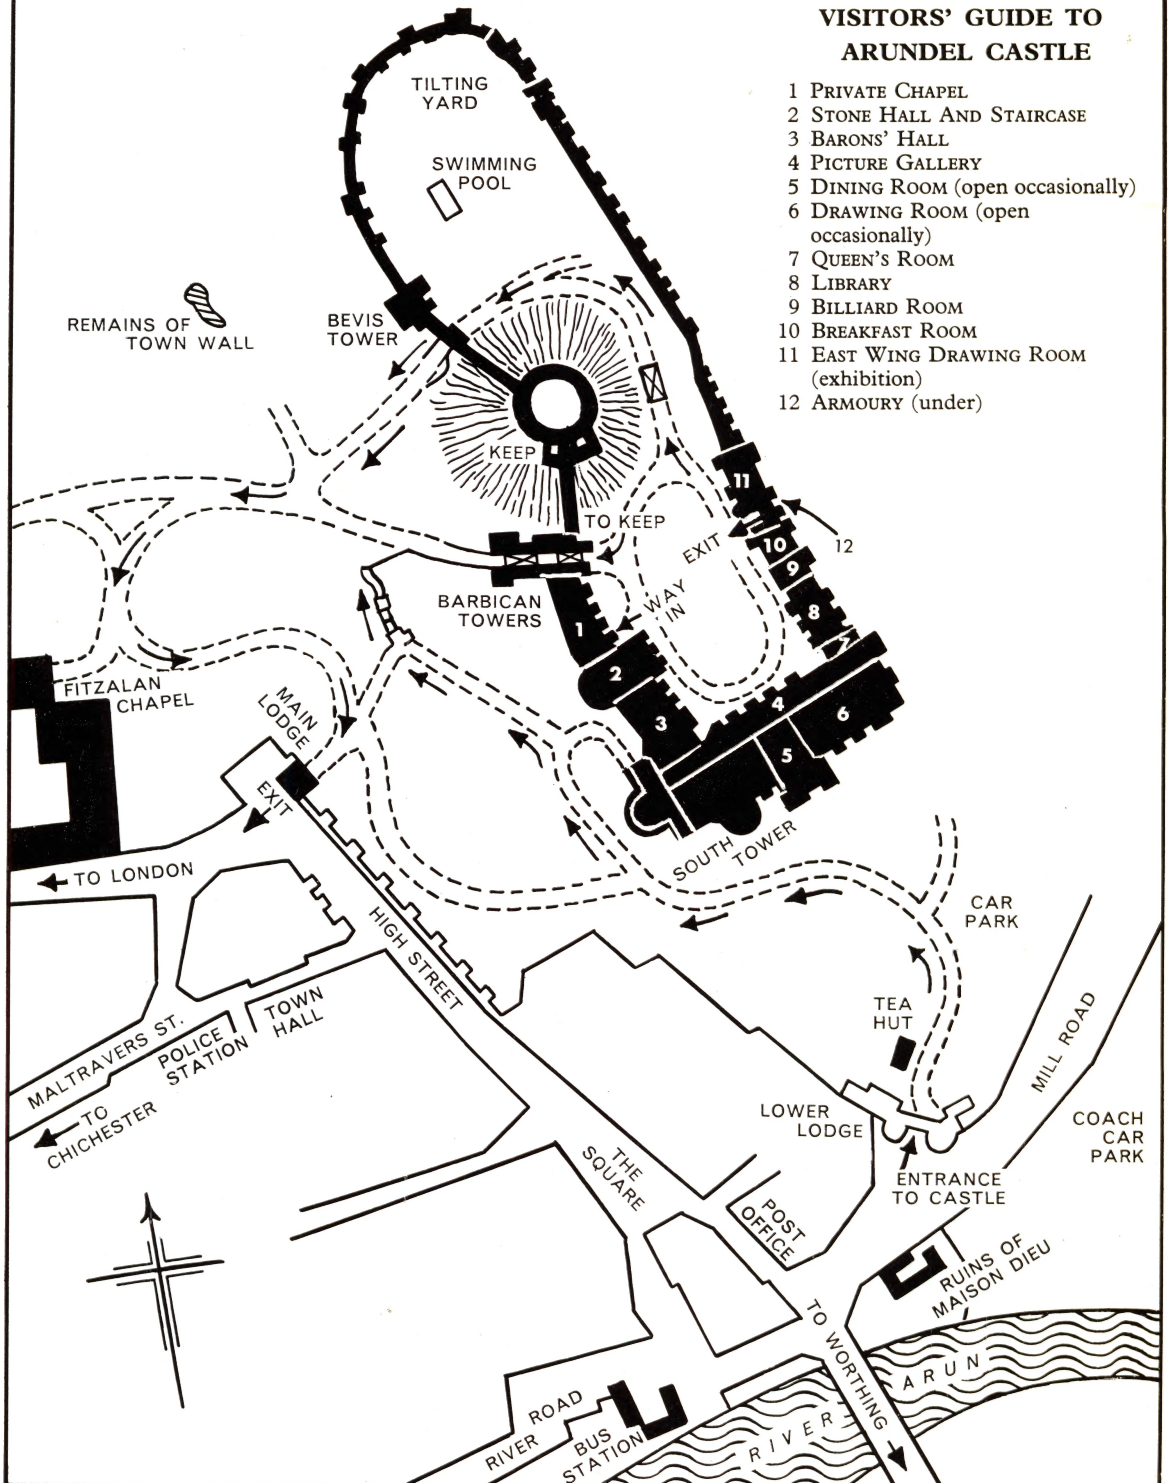 VISITORS' GUIDE TO
ARUNDEL CASTLE
1 PRIVATE CHAPEL
2 STONE HALL AND STAIRCASE
3 BARONS' HALL
4 PICTURE GALLERY
5 DINING ROOM (open occasionally)
6 DRAWING ROOM (open
occasionally)
7 QUEEN'S ROOM
8 LIBRARY
9 BILLIARD ROOM
10 BREAKFAST ROOM
11 EAST WING DRAWING ROOM
(exhibition)
12 ARMOURY (under)
TILTING
YARD
SWIMMING
POOL
REMAINS OF
TOWN WALL
BEVIS
TOWER
KEEP
TO KEEP
11
10
12
9
8
7
EXIT
WAY
IN
BARBICAN
TOWERS
1
2
3
4
5
6
FITZALAN
CHAPEL
MAIN
LODGE
EXIT
SOUTH TOWER
TO LONDON
HIGH STREET
CAR
PARK
TEA
HUT
MILL ROAD
TOWN
HALL
MALTRAVERS ST.
POLICE
STATION
TO
CHICHESTER
LOWER
LODGE
COACH
CAR
PARK
ENTRANCE
TO CASTLE
THE
SQUARE
POST
OFFICE
RUINS OF
MAISON DIEU
TO WORTHING
RIVER ARUN
RIVER ROAD
BUS
STATION